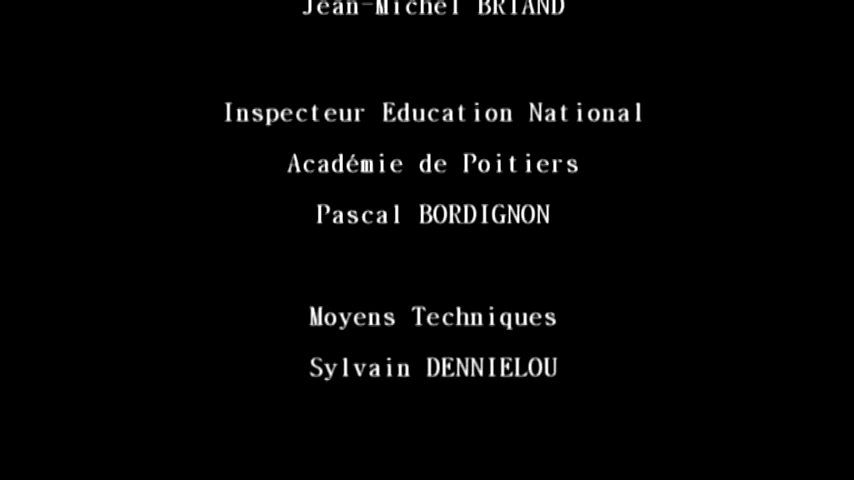 Jean-Michel BRIAND
Inspecteur Education National
Académie de Poitiers
Pascal BORDIGNON
Moyens Techniques
Sylvain DENNIELOU